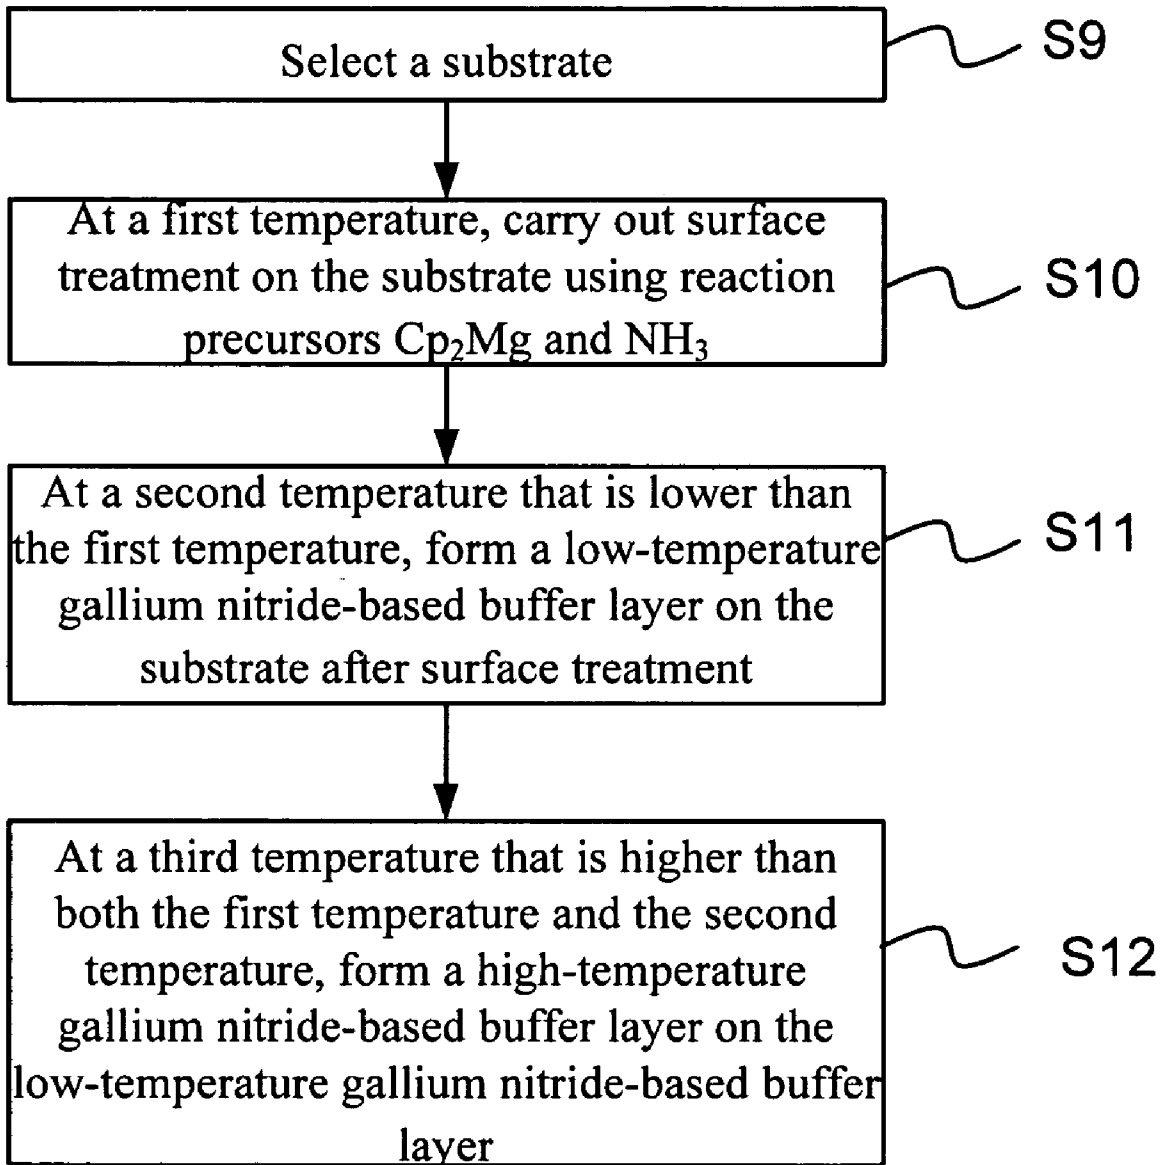 Select a substrate
S9
At a first temperature, carry out surface
treatment on the substrate using reaction
precursors Cp₂Mg and NH₃
S10
At a second temperature that is lower than
the first temperature, form a low-temperature
gallium nitride-based buffer layer on the
substrate after surface treatment
S11
At a third temperature that is higher than
both the first temperature and the second
temperature, form a high-temperature
gallium nitride-based buffer layer on the
low-temperature gallium nitride-based buffer
layer
S12